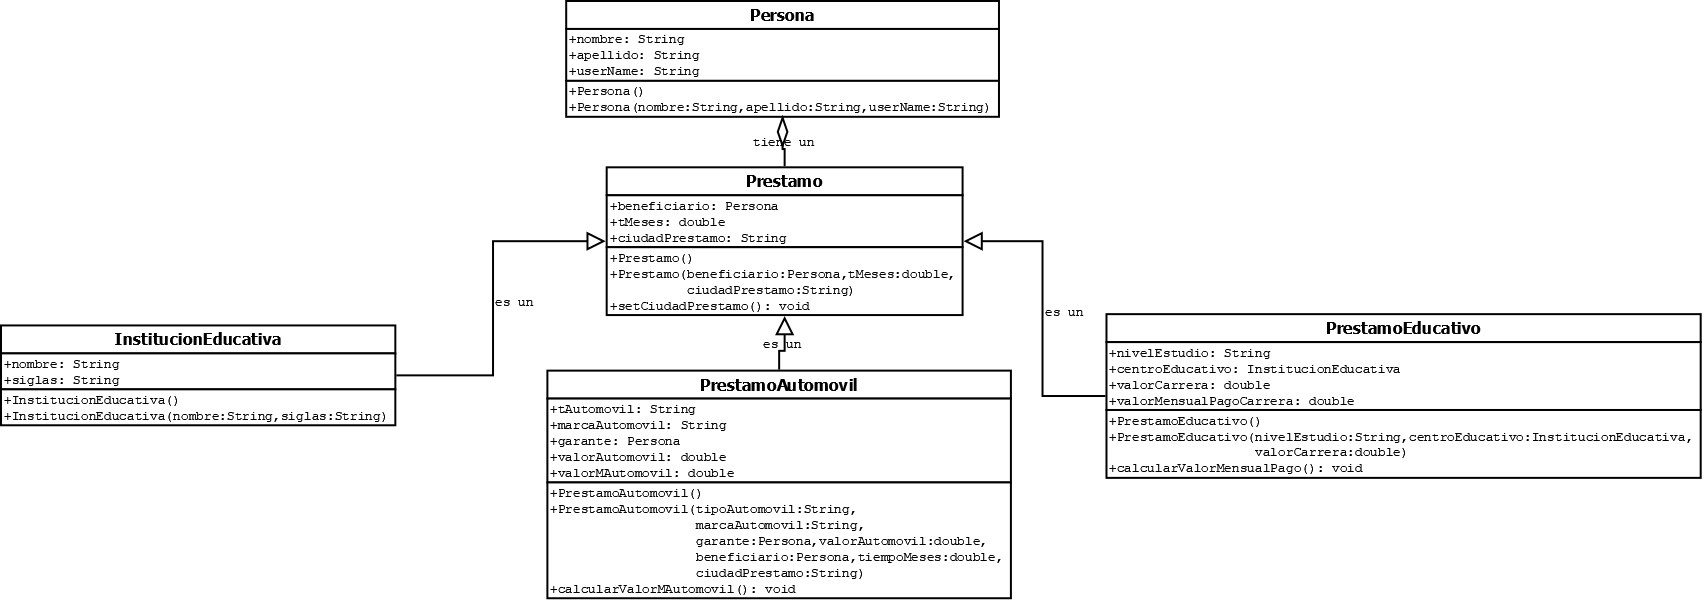 Persona
+nombre: String
+apellido: String
+userName: String
+Persona()
+Persona(nombre:String,apellido:String,userName:String)
tiene un
Prestamo
+beneficiario: Persona
+tMeses: double
+ciudadPrestamo: String
+Prestamo()
+Prestamo(beneficiario:Persona,tMeses:double,
ciudadPrestamo:String)
+setCiudadPrestamo(): void
es un
es un
es un
InstitucionEducativa
+nombre: String
+siglas: String
+InstitucionEducativa()
+InstitucionEducativa(nombre:String,siglas:String)
PrestamoAutomovil
+tAutomovil: String
+marcaAutomovil: String
+garante: Persona
+valorAutomovil: double
+valorMAutomovil: double
+PrestamoAutomovil()
+PrestamoAutomovil(tipoAutomovil:String,
marcaAutomovil:String,
garante:Persona,valorAutomovil:double,
beneficiario:Persona,tiempoMeses:double,
ciudadPrestamo:String)
+calcularValorMAutomovil(): void
PrestamoEducativo
+nivelEstudio: String
+centroEducativo: InstitucionEducativa
+valorCarrera: double
+valorMensualPagoCarrera: double
+PrestamoEducativo()
+PrestamoEducativo(nivelEstudio:String,centroEducativo:InstitucionEducativa,
valorCarrera:double)
+calcularValorMensualPago(): void